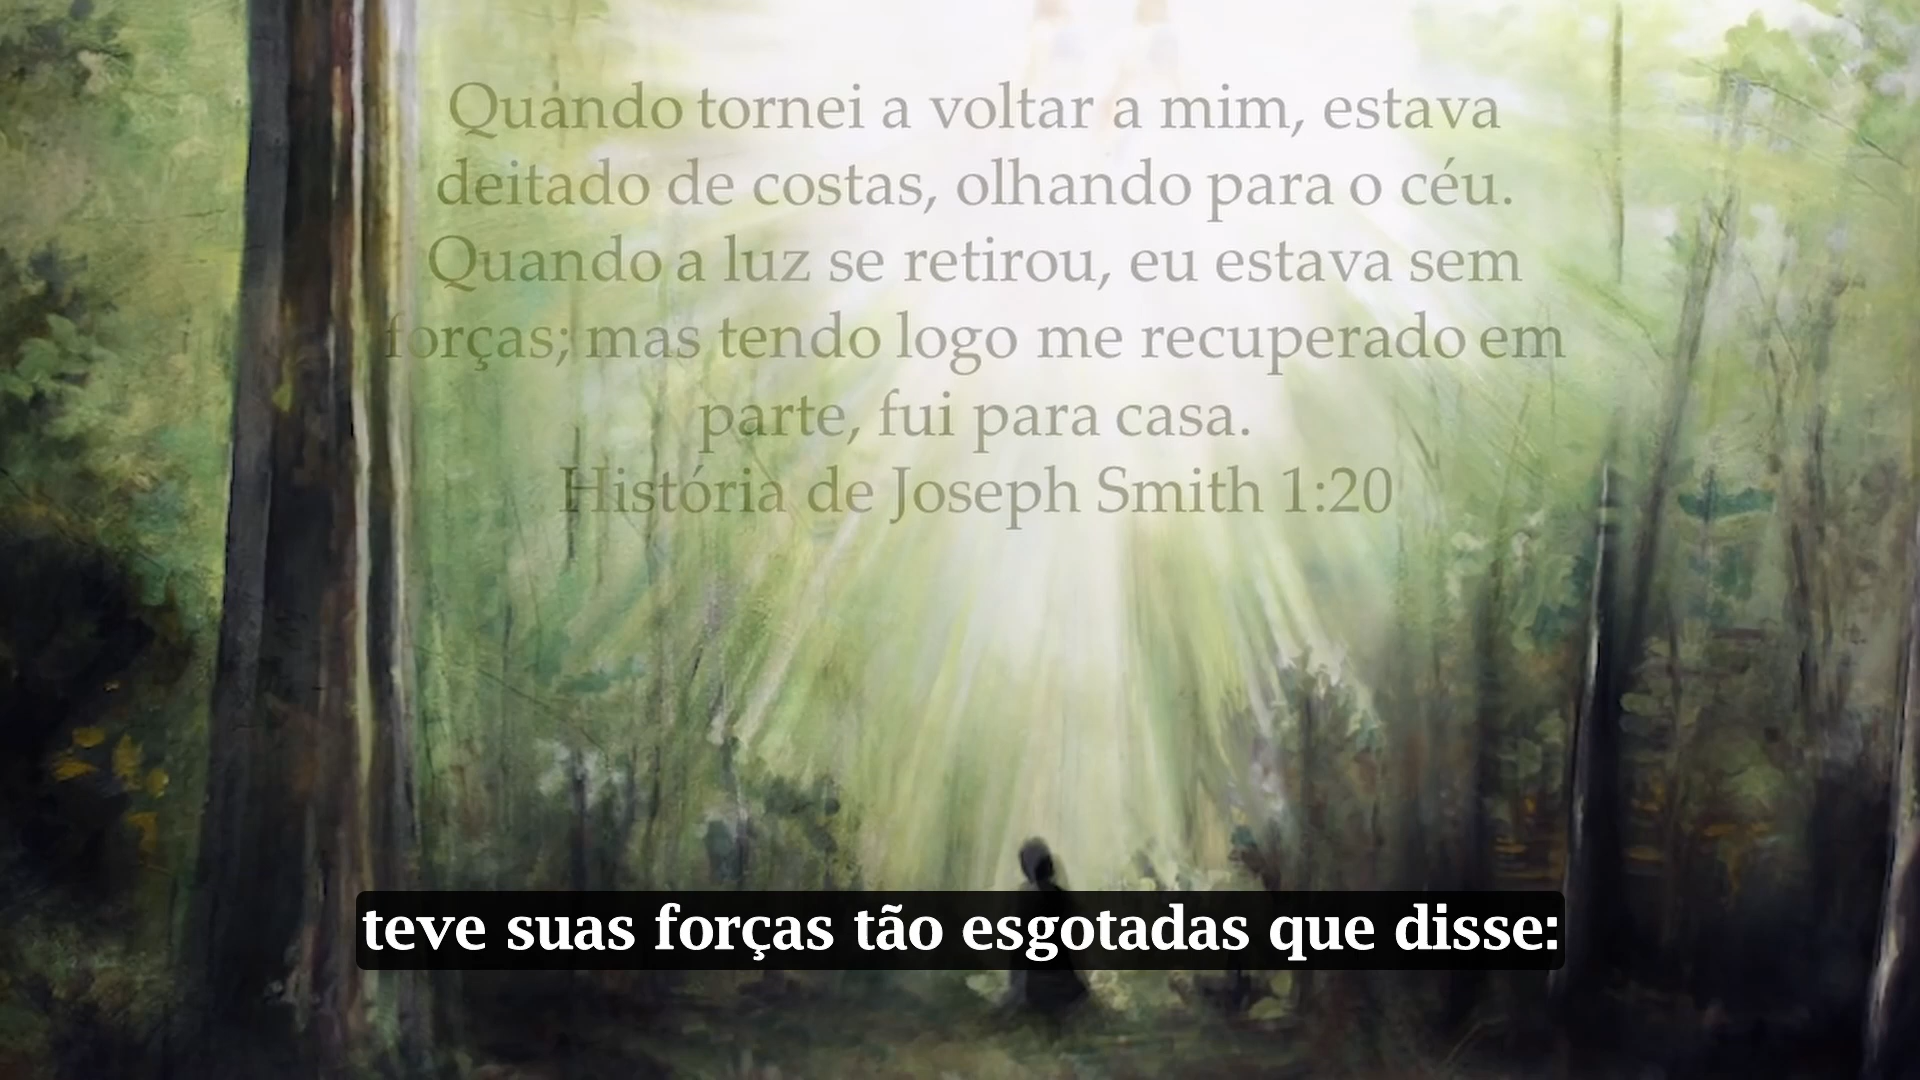 Quando tornei a voltar a mim, estava
deitado de costas, olhando para o céu.
Quando a luz se retirou, eu estava sem
forças; mas tendo logo me recuperado em
parte, fui para casa.
História de Joseph Smith 1:20
teve suas forças tão esgotadas que disse: